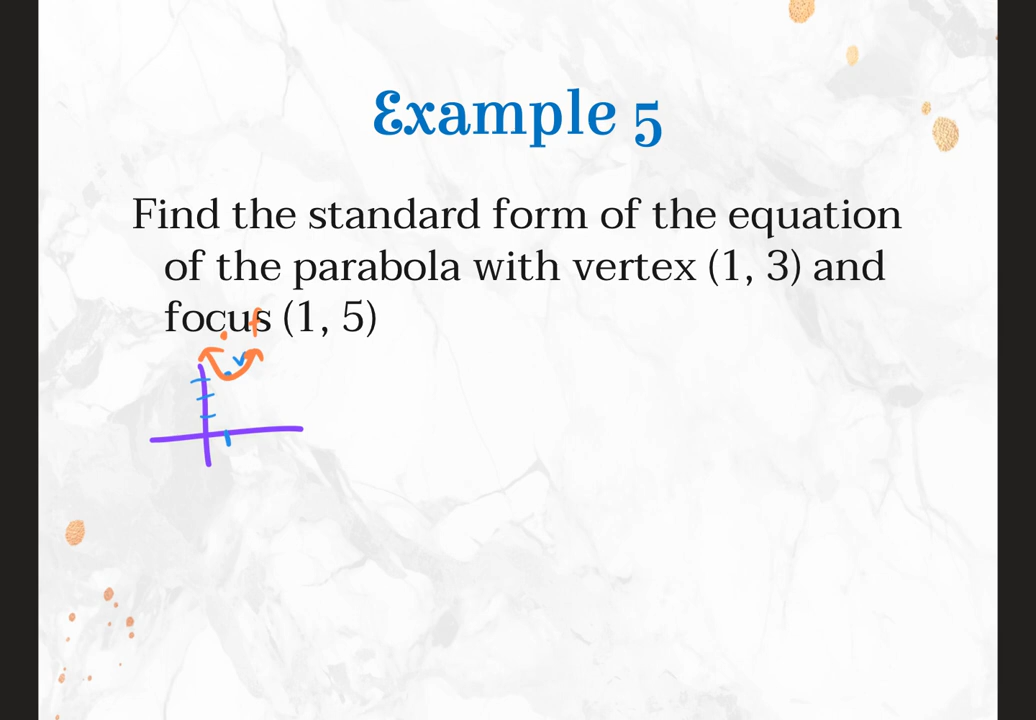 Example 5
Find the standard form of the equation
of the parabola with vertex (1, 3) and
focus (1, 5)
f
v